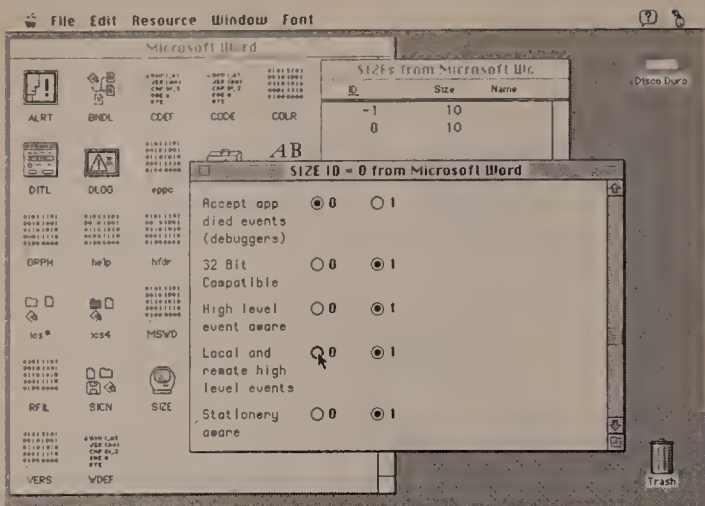 File Edit Resource Window Font
Microsoft Word
ALRT BNDL CDEF CODE COLR
DITL DLOG eppc
AB
GRPH help hfdr
ics# ics4 MSWD
RFIL SICN SIZE
VERS WDEF
SIZEs from Microsoft Wo
ID Size Name
-1 10
0 10
SIZE ID = 0 from Microsoft Word
Accept app 0 1
died events
(debuggers)
32 Bit 0 1
Compatible
High level 0 1
event aware
Local and 0 1
remote high
level events
Stationery 0 1
aware
Disco Duro
Trash